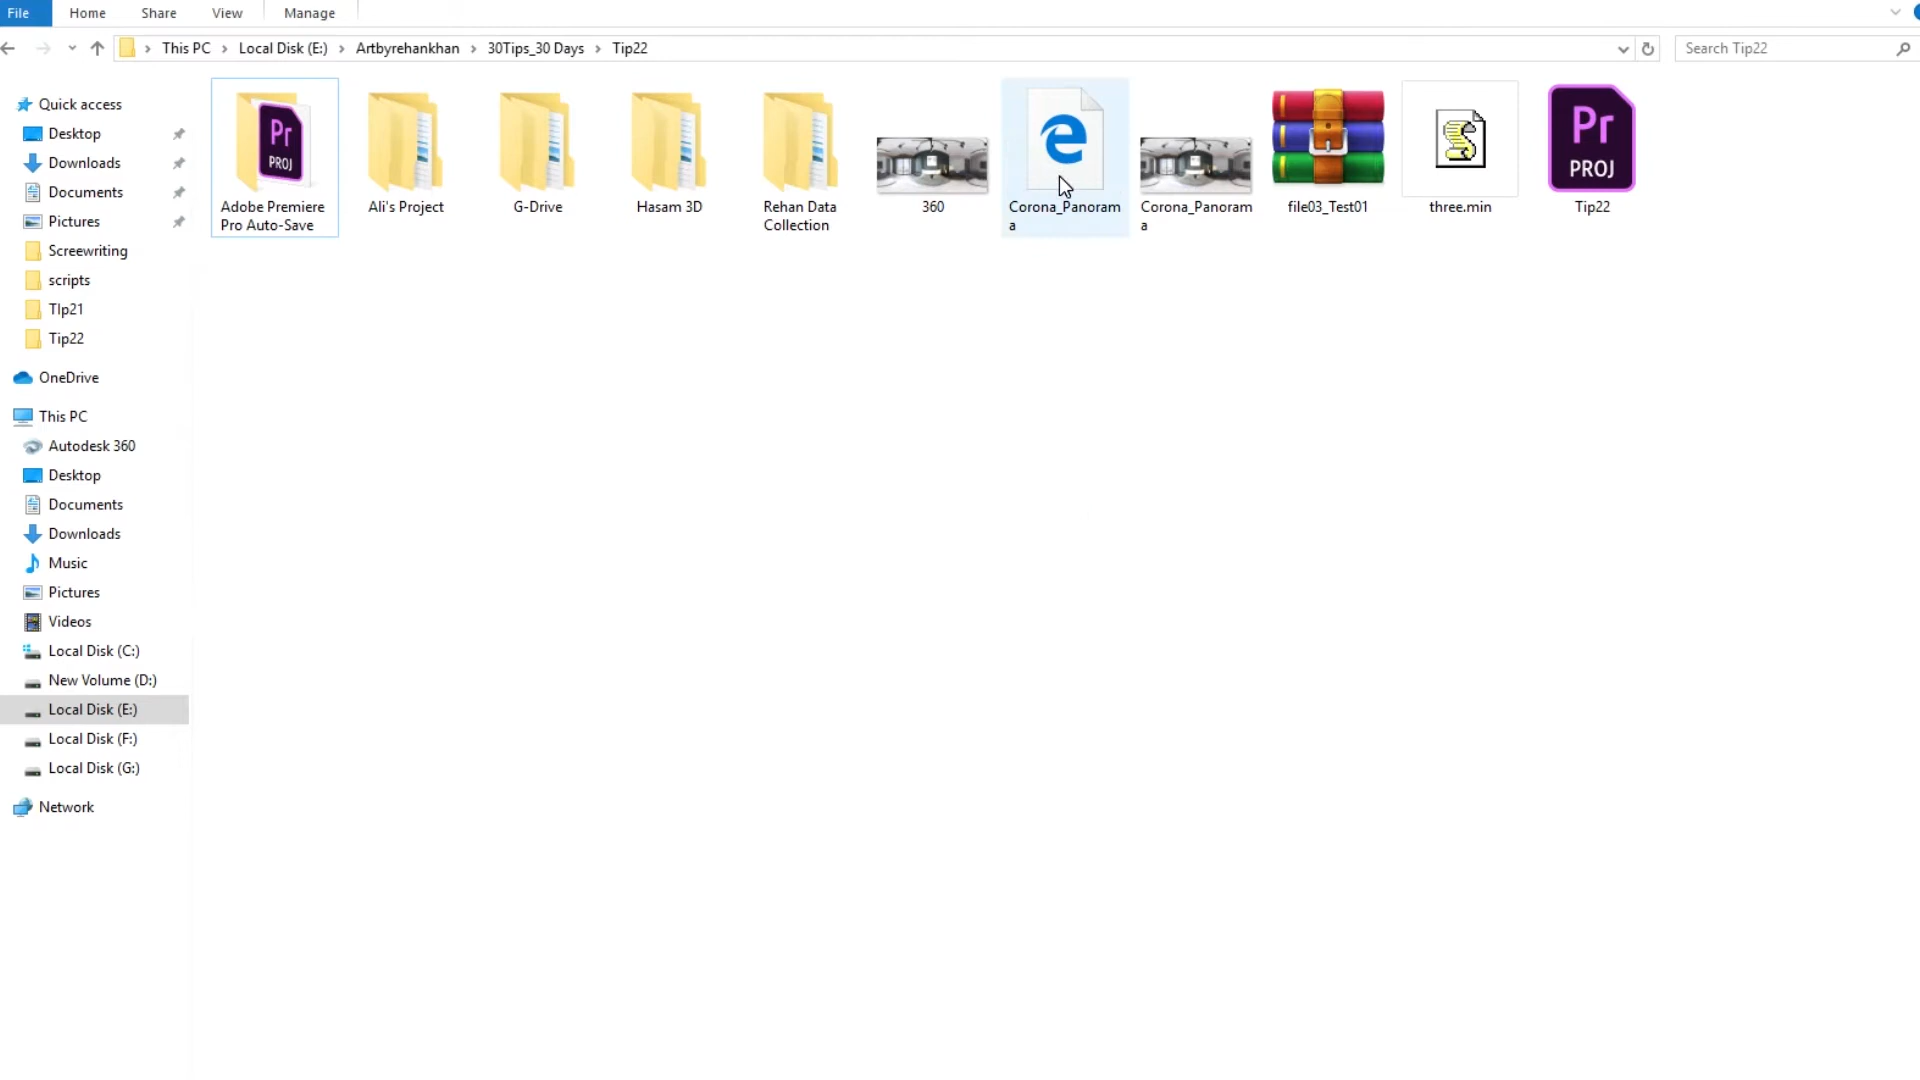 File Home Share View Manage
This PC Local Disk (E:) Artbyrehankhan 30Tips_30 Days Tip22
Search Tip22
Quick access
Desktop
Downloads
Documents
Pictures
Screewriting
scripts
TIp21
Tip22
OneDrive
This PC
Autodesk 360
Desktop
Documents
Downloads
Music
Pictures
Videos
Local Disk (C:)
New Volume (D:)
Local Disk (E:)
Local Disk (F:)
Local Disk (G:)
Network
Pr
PROJ
Adobe Premiere
Pro Auto-Save
Ali's Project
G-Drive
Hasam 3D
Rehan Data
Collection
360
Corona_Panoram
a
Corona_Panoram
a
file03_Test01
three.min
Pr
PROJ
Tip22